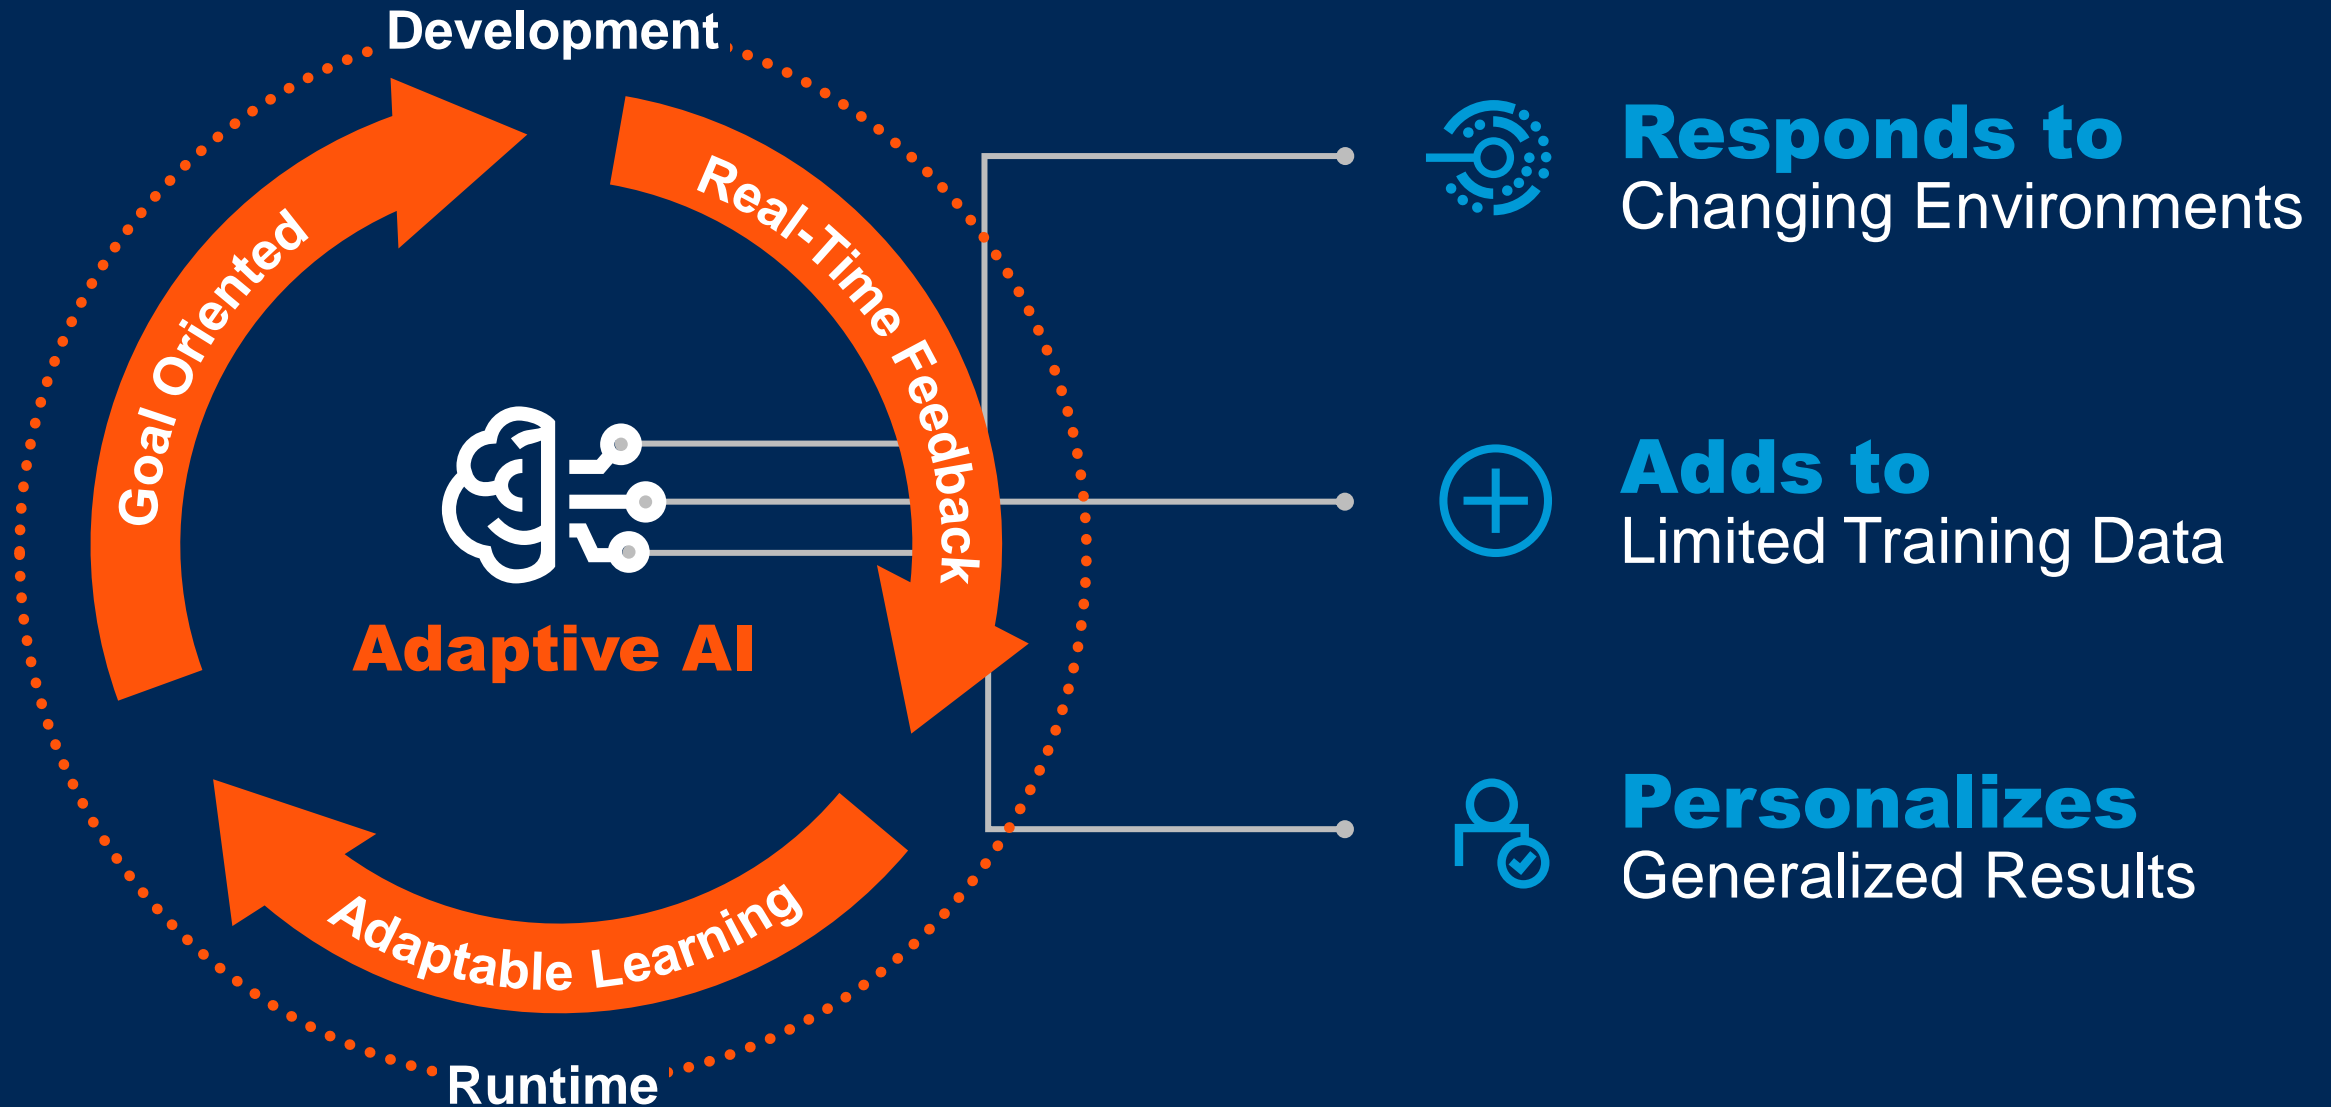 Development
Goal Oriented
Real-Time Feedback
Adaptive AI
Adaptable Learning
Runtime
Responds to
Changing Environments
Adds to
Limited Training Data
Personalizes
Generalized Results